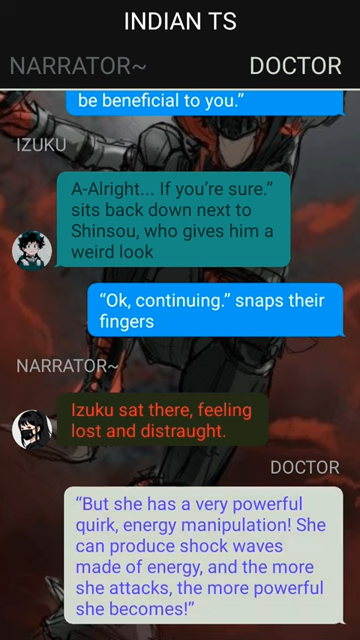 INDIAN TS
NARRATOR~ DOCTOR
be beneficial to you.”
IZUKU
A-Alright... If you’re sure.”
sits back down next to
Shinsou, who gives him a
weird look
“Ok, continuing.” snaps their
fingers
NARRATOR~
Izuku sat there, feeling
lost and distraught.
DOCTOR
“But she has a very powerful
quirk, energy manipulation! She
can produce shock waves
made of energy, and the more
she attacks, the more powerful
she becomes!”